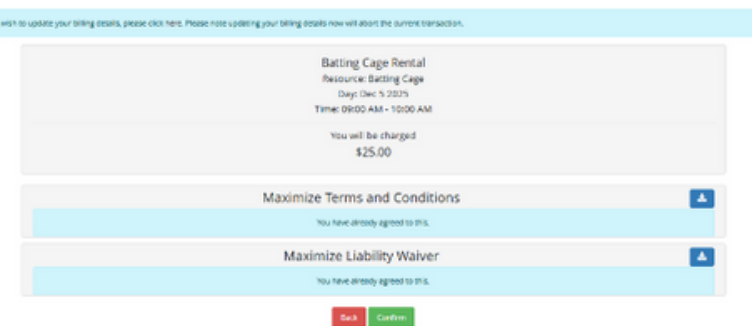 wish to update your billing details, please click here. Please note updating your billing details now will abort the current transaction.
Batting Cage Rental
Resource: Batting Cage
Day: Dec 5 2025
Time: 09:00 AM - 10:00 AM
You will be charged
$25.00
Maximize Terms and Conditions
You have already agreed to this.
Maximize Liability Waiver
You have already agreed to this.
Back Confirm